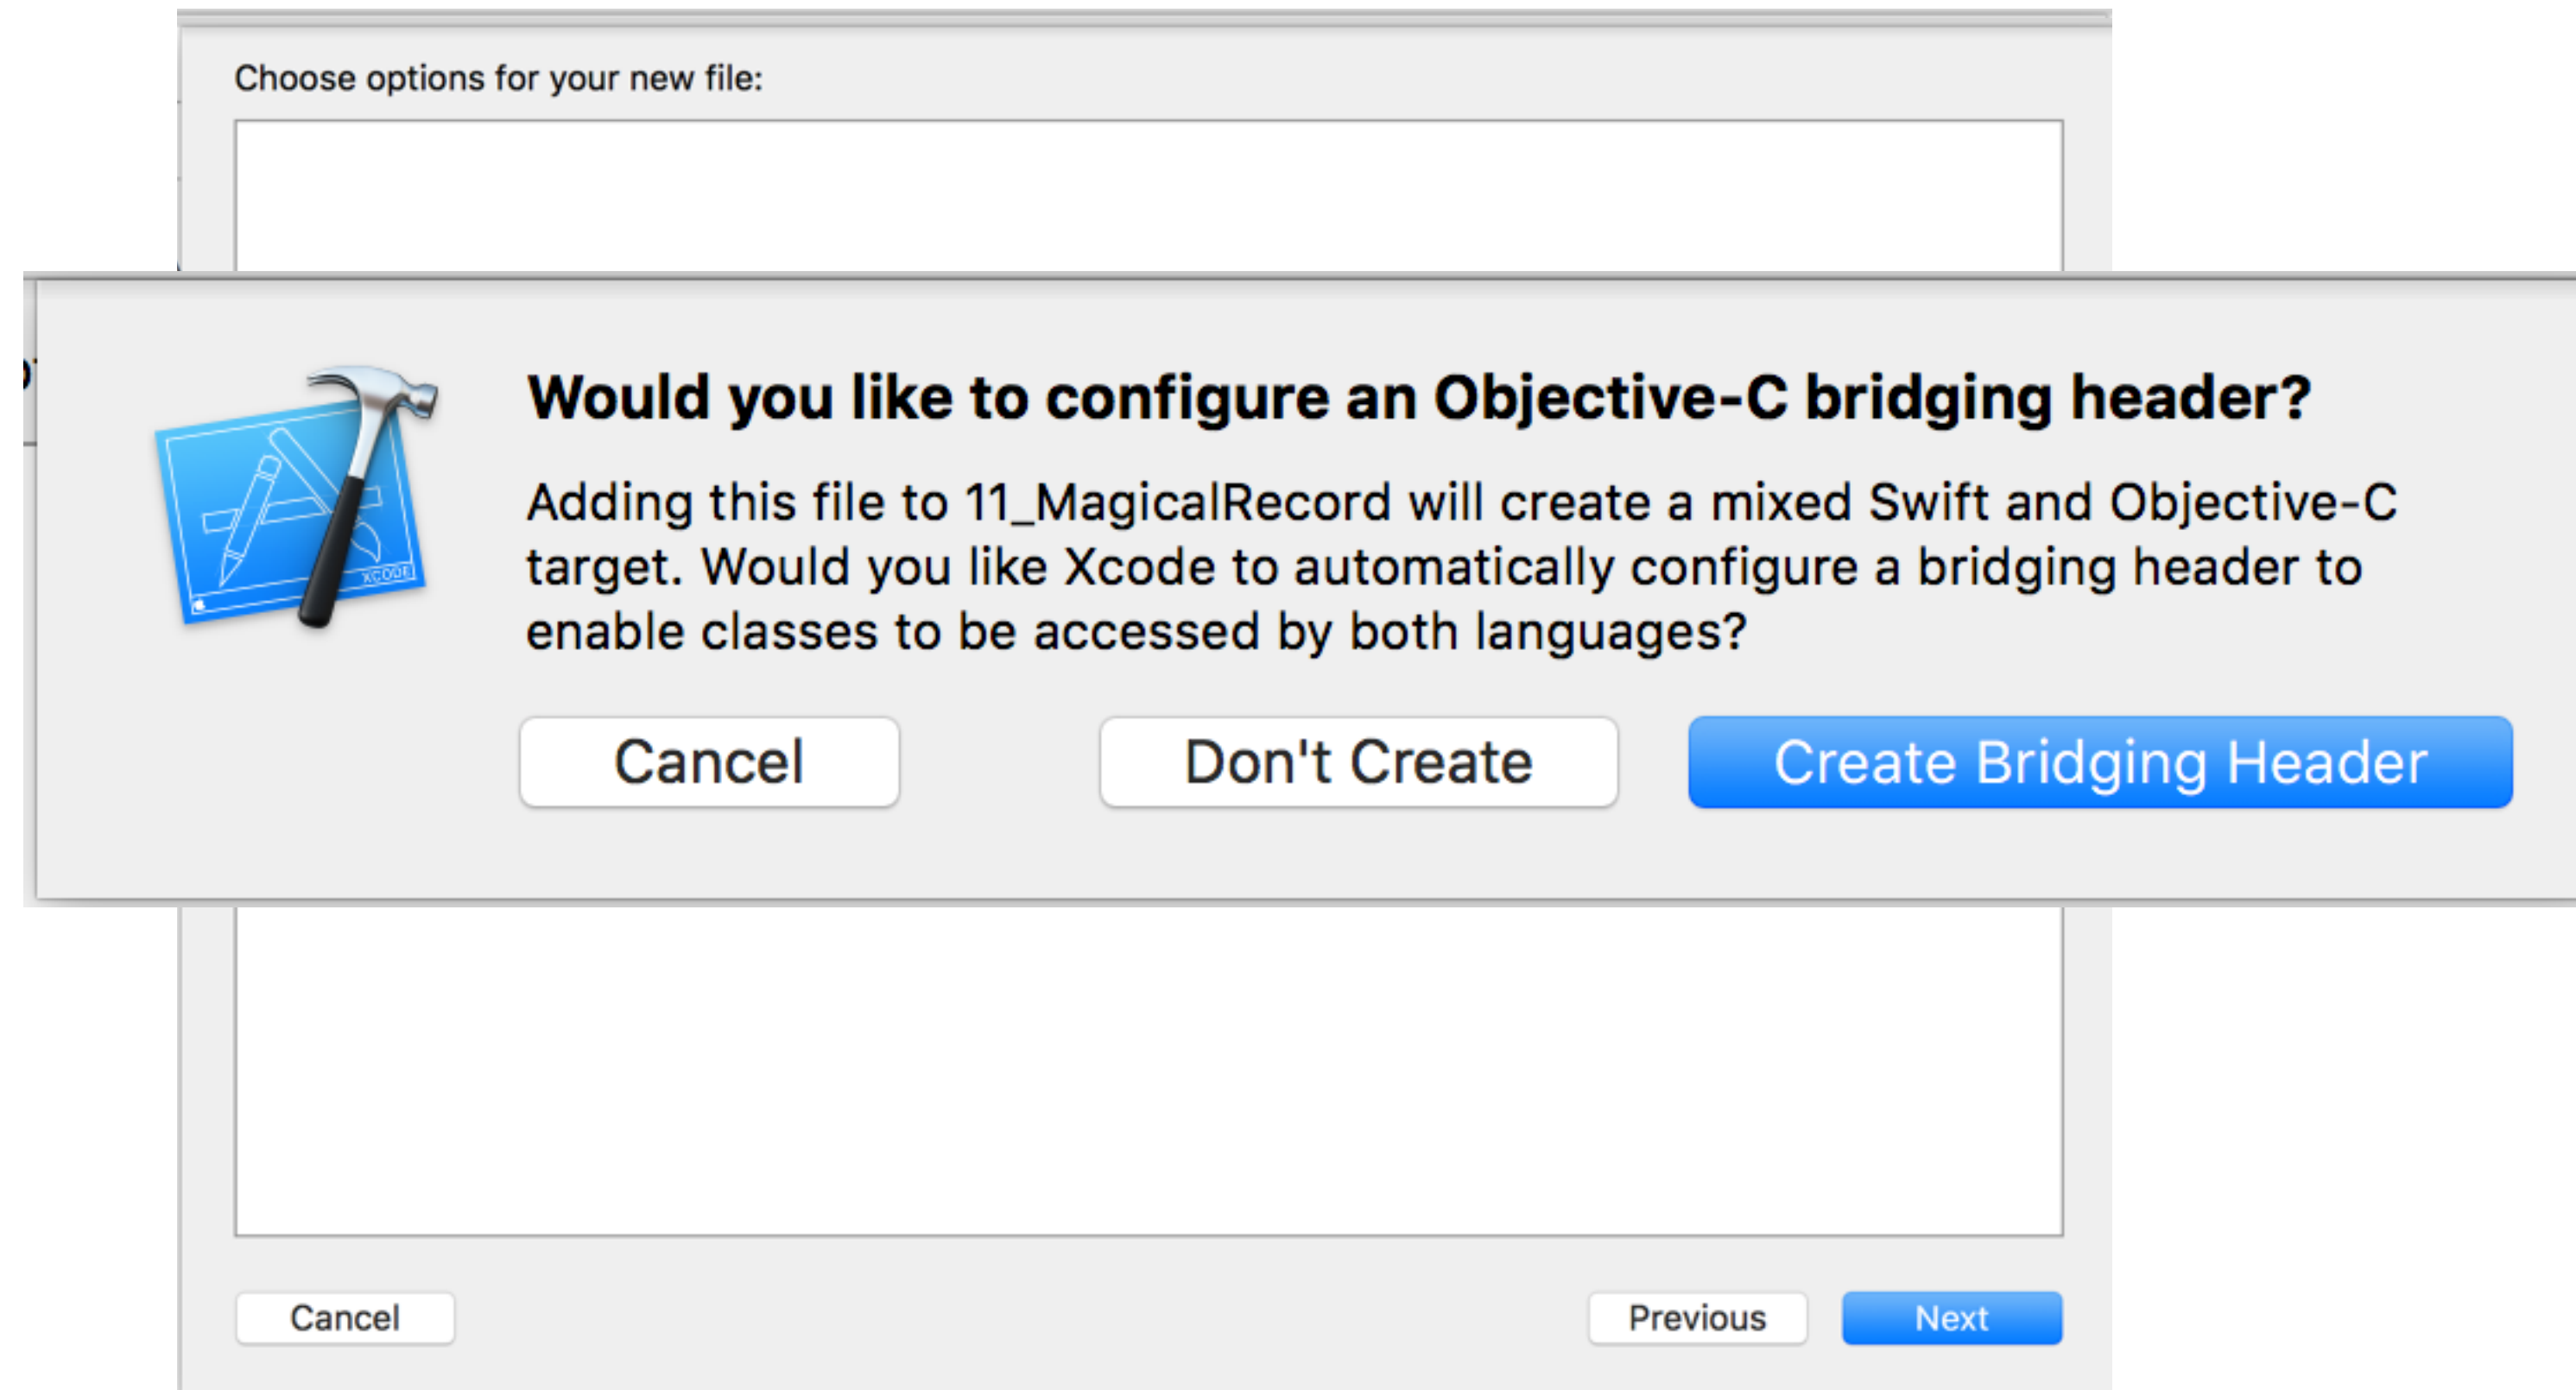 Choose options for your new file:
Would you like to configure an Objective-C bridging header?
Adding this file to 11_MagicalRecord will create a mixed Swift and Objective-C
target. Would you like Xcode to automatically configure a bridging header to
enable classes to be accessed by both languages?
XCODE
Cancel
Don't Create
Create Bridging Header
Cancel
Previous
Next